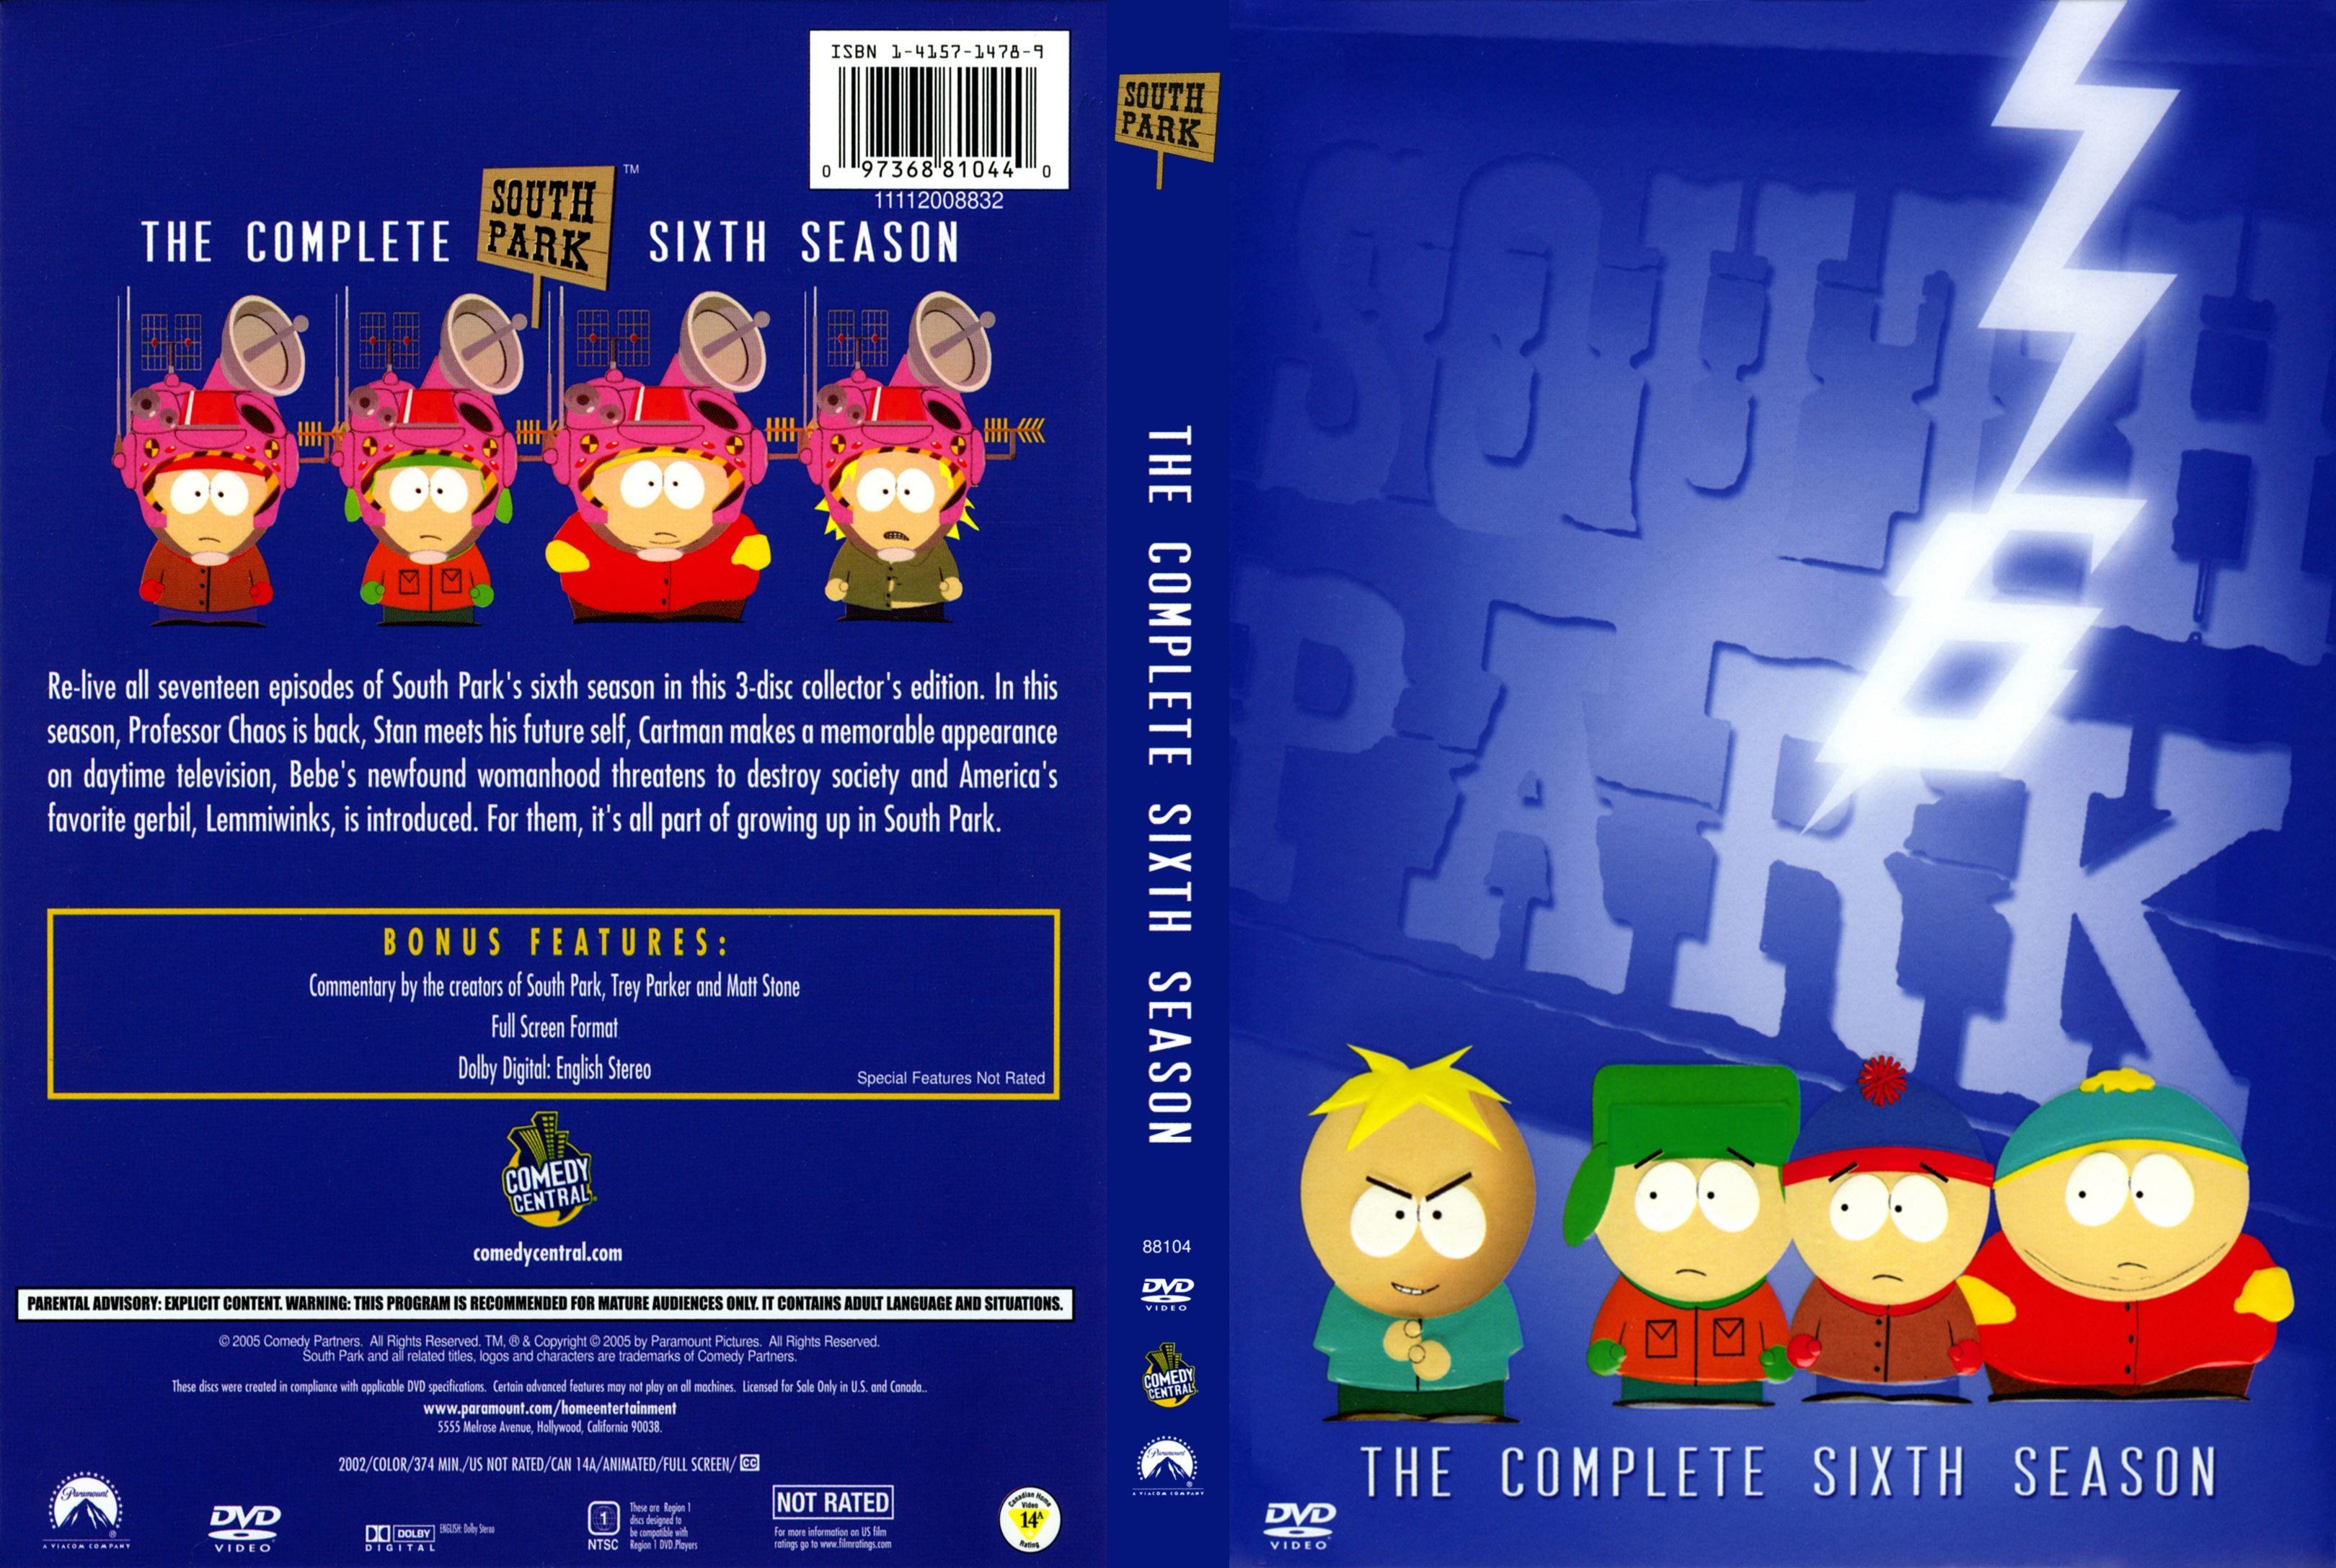 ISBN 1-4157-1478-9
0 97368 81044 0
11112008832
THE COMPLETE SOUTH PARK ™ SIXTH SEASON
Re-live all seventeen episodes of South Park's sixth season in this 3-disc collector's edition. In this
season, Professor Chaos is back, Stan meets his future self, Cartman makes a memorable appearance
on daytime television, Bebe's newfound womanhood threatens to destroy society and America's
favorite gerbil, Lemmiwinks, is introduced. For them, it's all part of growing up in South Park.
BONUS FEATURES:
Commentary by the creators of South Park, Trey Parker and Matt Stone
Full Screen Format
Dolby Digital: English Stereo
Special Features Not Rated
COMEDY
CENTRAL
comedycentral.com
PARENTAL ADVISORY: EXPLICIT CONTENT. WARNING: THIS PROGRAM IS RECOMMENDED FOR MATURE AUDIENCES ONLY. IT CONTAINS ADULT LANGUAGE AND SITUATIONS.
© 2005 Comedy Partners. All Rights Reserved. TM, ® & Copyright © 2005 by Paramount Pictures. All Rights Reserved.
South Park and all related titles, logos and characters are trademarks of Comedy Partners.
These discs were created in compliance with applicable DVD specifications. Certain advanced features may not play on all machines. Licensed for Sale Only in U.S. and Canada..
www.paramount.com/homeentertainment
5555 Melrose Avenue, Hollywood, California 90038.
2002/COLOR/374 MIN./US NOT RATED/CAN 14A/ANIMATED/FULL SCREEN/ CC
Paramount ®
A VIACOM COMPANY
DVD
VIDEO
DOLBY
DIGITAL
ENGLISH: Dolby Stereo
1
NTSC
These are Region 1
discs designed to
be compatible with
Region 1 DVD Players
NOT RATED
For more information on US film
ratings go to www.filmratings.com
Canadian Home
Video
14A
Rating
SOUTH
PARK
THE COMPLETE SIXTH SEASON
88104
DVD
VIDEO
COMEDY
CENTRAL
Paramount ®
A VIACOM COMPANY
SOUTH
PARK
6
THE COMPLETE SIXTH SEASON
DVD
VIDEO